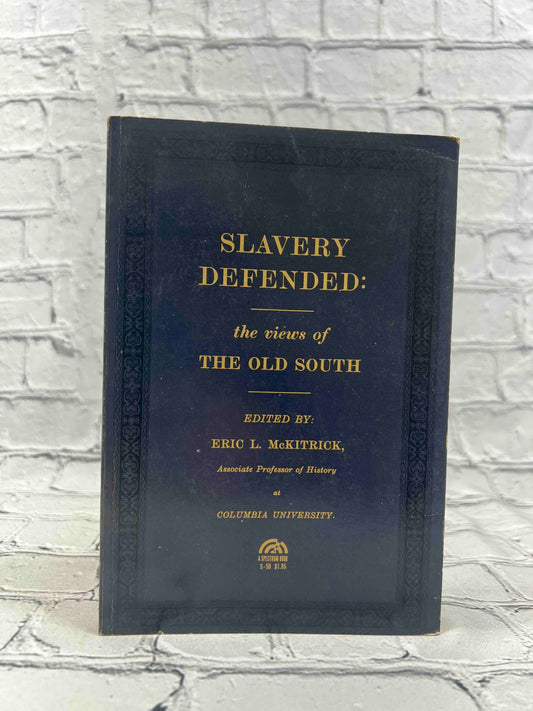 SLAVERY
DEFENDED:
the views of
THE OLD SOUTH
EDITED BY:
ERIC L. McKITRICK,
Associate Professor of History
at
COLUMBIA UNIVERSITY.
A SPECTRUM BOOK
S-58 $1.95